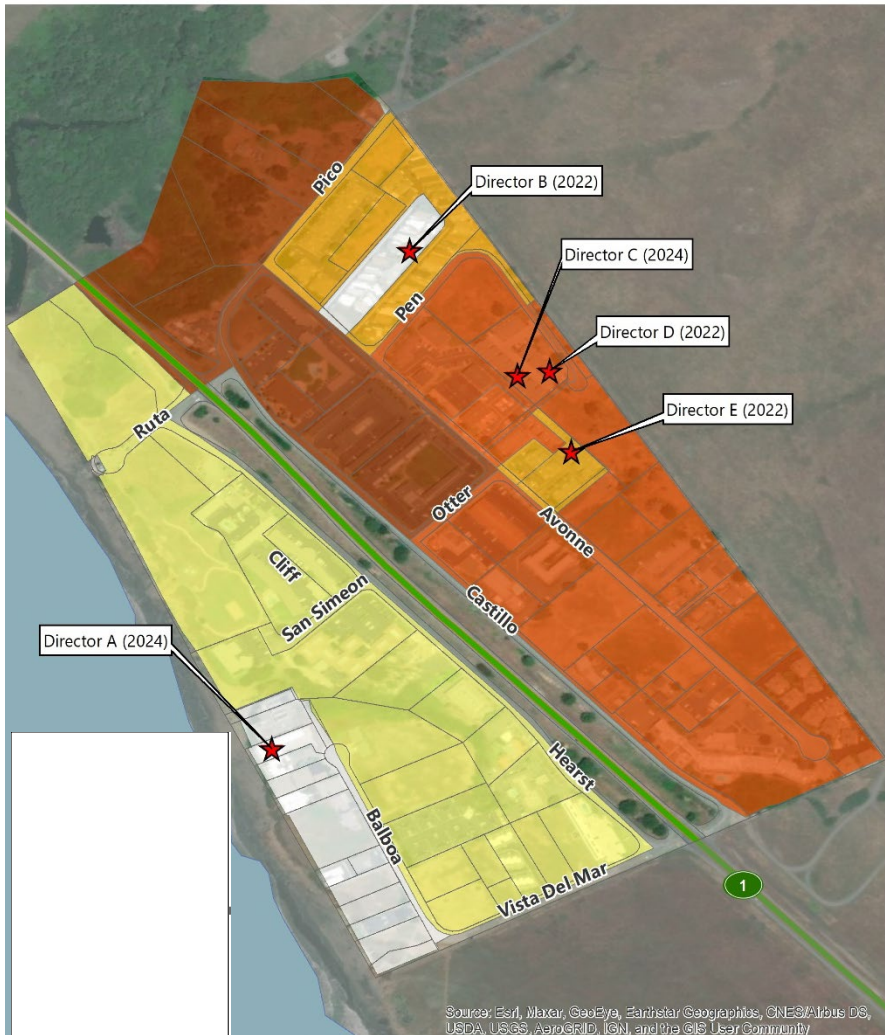 Pico
Director B (2022)
Director C (2024)
Pen
Director D (2022)
Director E (2022)
Ruta
Otter
Avonne
Cliff
San Simeon
Castillo
Director A (2024)
Hearst
Balboa
Vista Del Mar
1
Source: Esri, Maxar, GeoEye, Earthstar Geographics, CNES/Airbus DS,
USDA, USGS, AeroGRID, IGN, and the GIS User Community